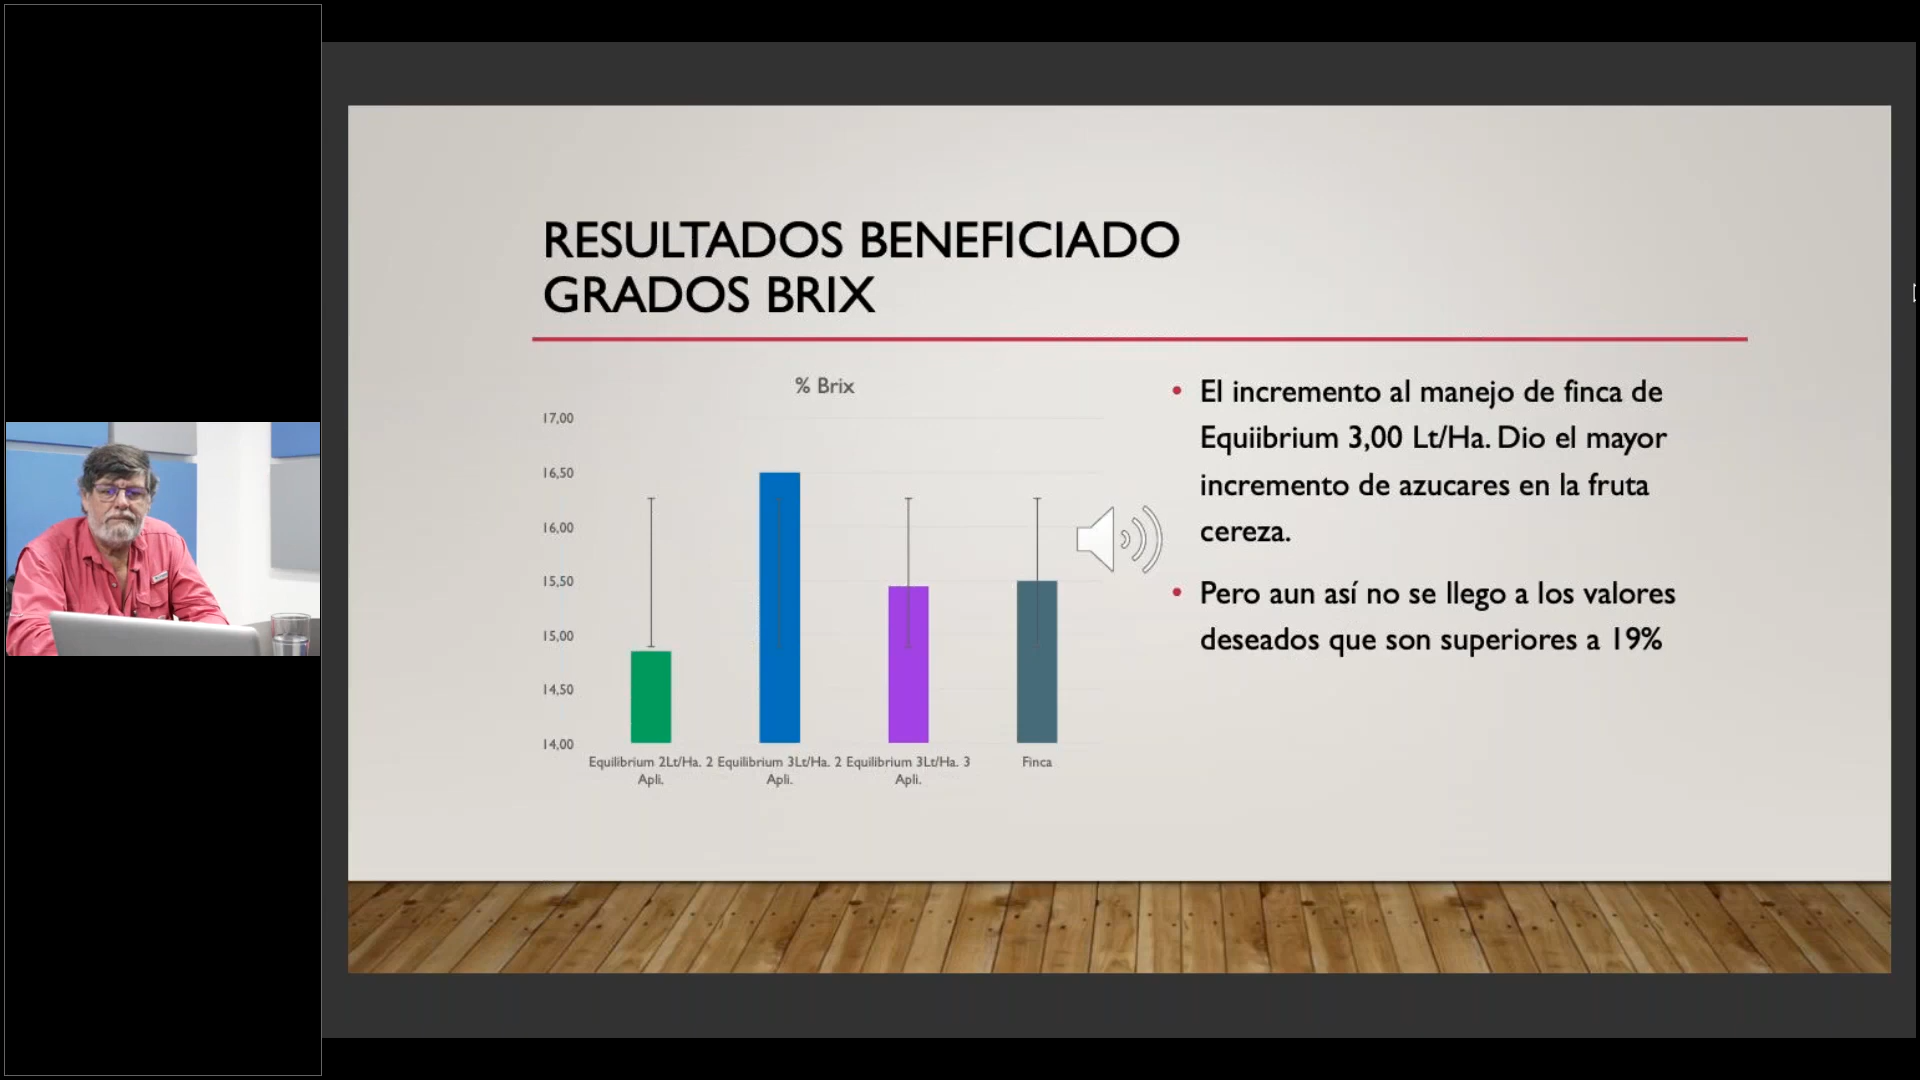 RESULTADOS BENEFICIADO
GRADOS BRIX
% Brix
17,00
16,50
16,00
15,50
15,00
14,50
14,00
Equilibrium 2Lt/Ha. 2
Apli.
Equilibrium 3Lt/Ha. 2
Apli.
Equilibrium 3Lt/Ha. 3
Apli.
Finca
• El incremento al manejo de finca de
Equiibrium 3,00 Lt/Ha. Dio el mayor
incremento de azucares en la fruta
cereza.
• Pero aun así no se llego a los valores
deseados que son superiores a 19%